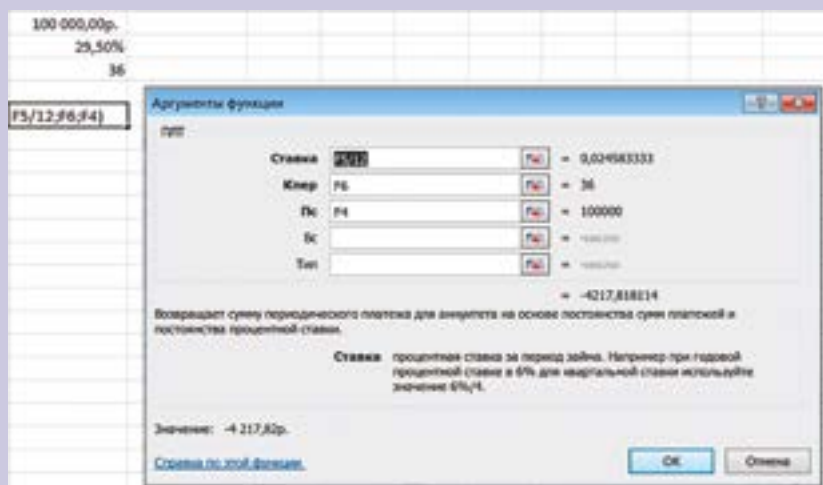 100 000,00р.
29,50%
36
F5/12;F6;F4)
Аргументы функции
ПЛТ
Ставка F5/12 = 0,024583333
Кпер F6 = 36
Пс F4 = 100000
Бс = число
Тип = число
= -4217,818114
Возвращает сумму периодического платежа для аннуитета на основе постоянства сумм платежей и
постоянства процентной ставки.
Ставка процентная ставка за период займа. Например при годовой
процентной ставке в 6% для квартальной ставки используйте
значение 6%/4.
Значение: -4 217,82р.
Справка по этой функции
ОК Отмена